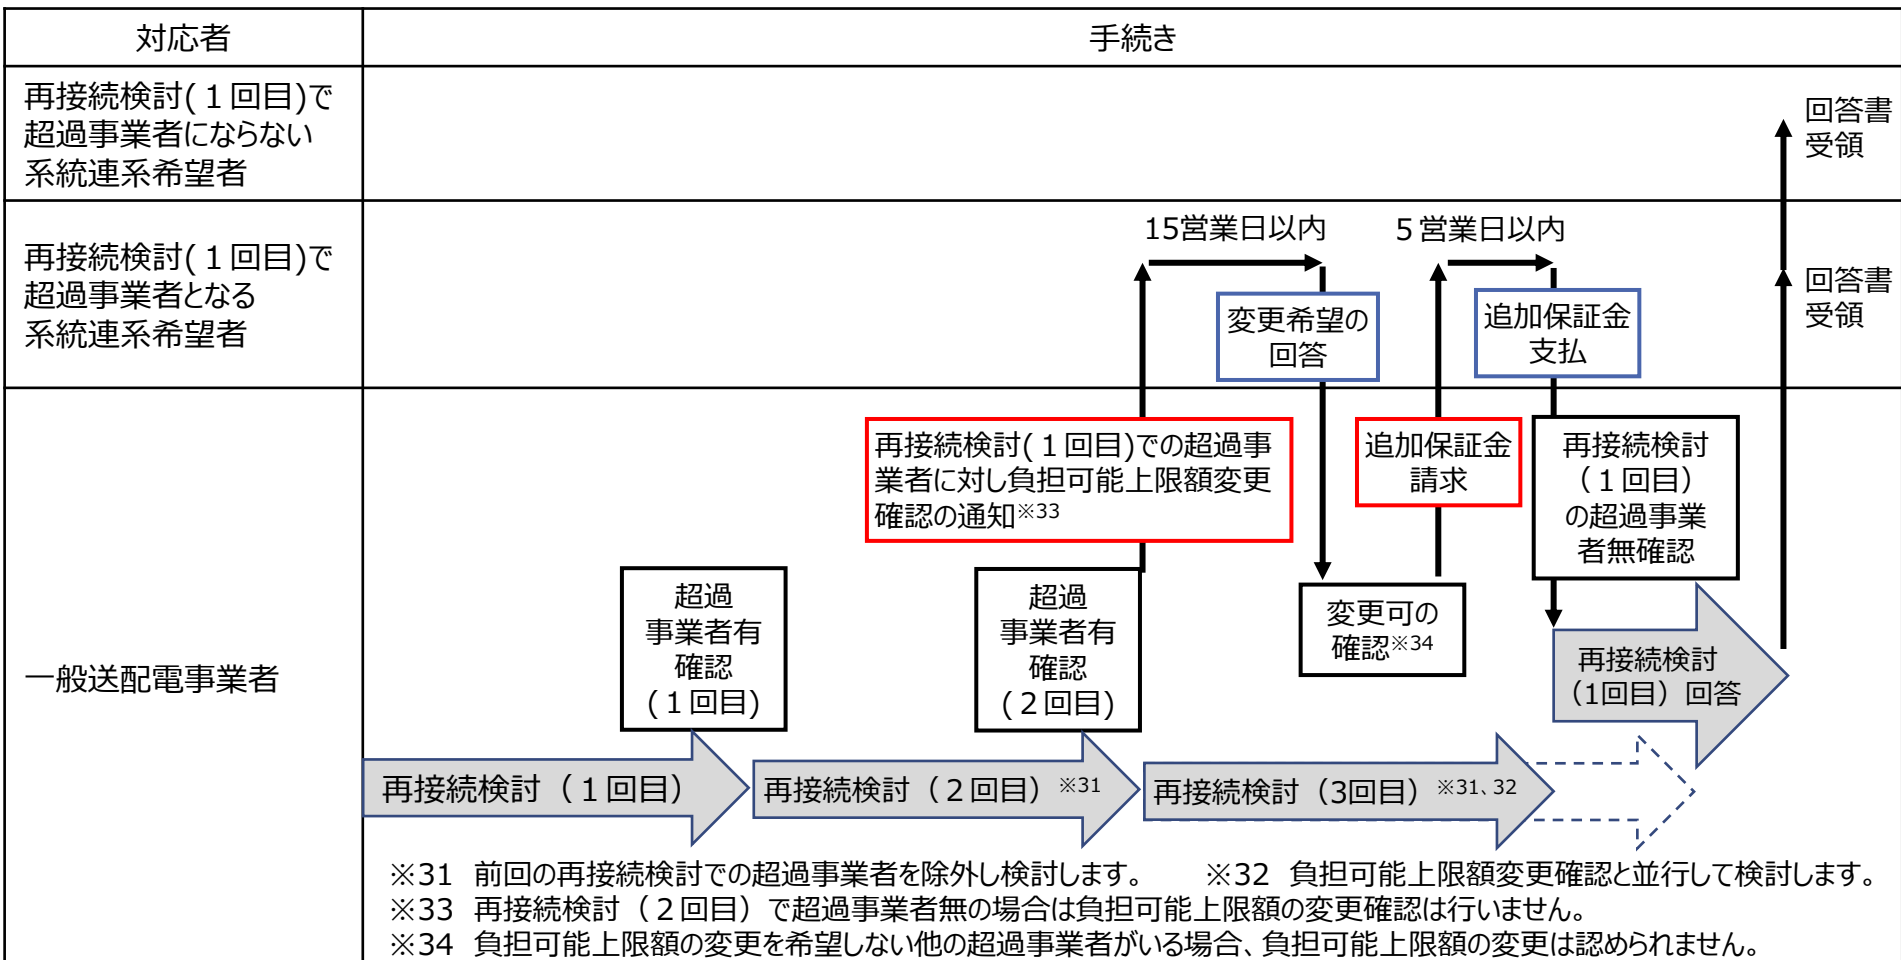 対応者
手続き
再接続検討(１回目)で
超過事業者にならない
系統連系希望者
回答書
受領
再接続検討(１回目)で
超過事業者となる
系統連系希望者
15営業日以内
５営業日以内
変更希望の
回答
追加保証金
支払
回答書
受領
一般送配電事業者
再接続検討(１回目)での超過事
業者に対し負担可能上限額変更
確認の通知※33
追加保証金
請求
再接続検討
（１回目）
の超過事業
者無確認
超過
事業者有
確認
(１回目)
超過
事業者有
確認
(２回目)
変更可の
確認※34
再接続検討
（1回目）回答
再接続検討（１回目）
再接続検討（２回目）※31
再接続検討（3回目）※31、32
※31 前回の再接続検討での超過事業者を除外し検討します。 ※32 負担可能上限額変更確認と並行して検討します。
※33 再接続検討（２回目）で超過事業者無の場合は負担可能上限額の変更確認は行いません。
※34 負担可能上限額の変更を希望しない他の超過事業者がいる場合、負担可能上限額の変更は認められません。